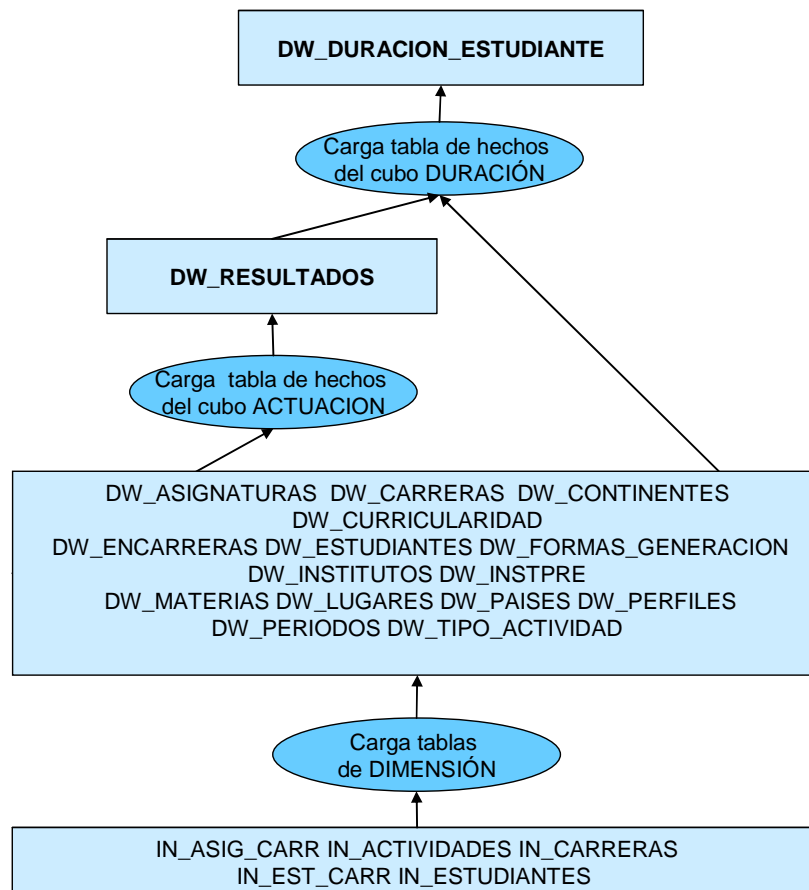 DW_DURACION_ESTUDIANTE
Carga tabla de hechos
del cubo DURACIÓN
DW_RESULTADOS
Carga tabla de hechos
del cubo ACTUACION
DW_ASIGNATURAS DW_CARRERAS DW_CONTINENTES
DW_CURRICULARIDAD
DW_ENCARRERAS DW_ESTUDIANTES DW_FORMAS_GENERACION
DW_INSTITUTOS DW_INSTPRE
DW_MATERIAS DW_LUGARES DW_PAISES DW_PERFILES
DW_PERIODOS DW_TIPO_ACTIVIDAD
Carga tablas
de DIMENSIÓN
IN_ASIG_CARR IN_ACTIVIDADES IN_CARRERAS
IN_EST_CARR IN_ESTUDIANTES